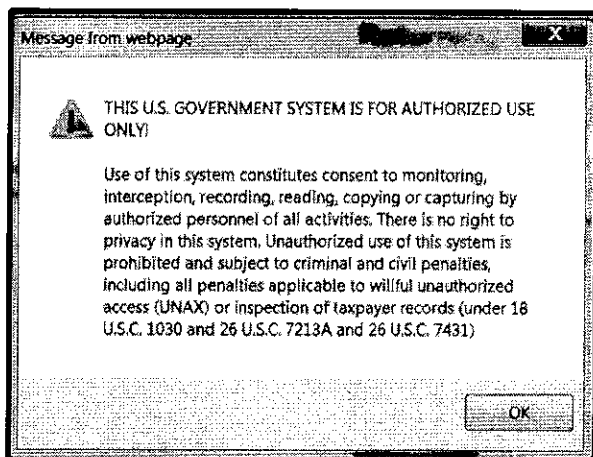 Message from webpage
X
THIS U.S. GOVERNMENT SYSTEM IS FOR AUTHORIZED USE
ONLY!
Use of this system constitutes consent to monitoring,
interception, recording, reading, copying or capturing by
authorized personnel of all activities. There is no right to
privacy in this system. Unauthorized use of this system is
prohibited and subject to criminal and civil penalties,
including all penalties applicable to willful unauthorized
access (UNAX) or inspection of taxpayer records (under 18
U.S.C. 1030 and 26 U.S.C. 7213A and 26 U.S.C. 7431)
OK